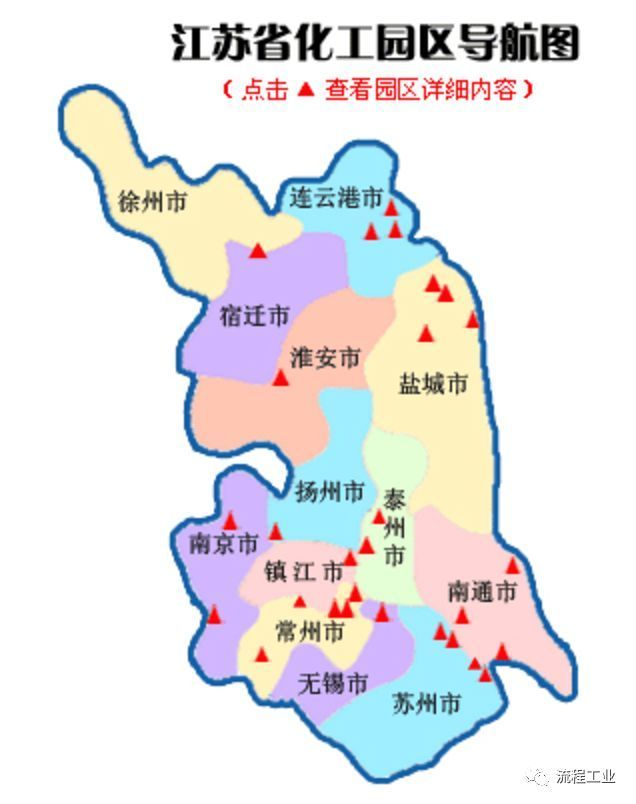 江苏省化工园区导航图
（点击▲查看园区详细内容）
徐州市
连云港市
宿迁市
淮安市
盐城市
扬州市
泰州市
南京市
镇江市
南通市
常州市
无锡市
苏州市
流程工业